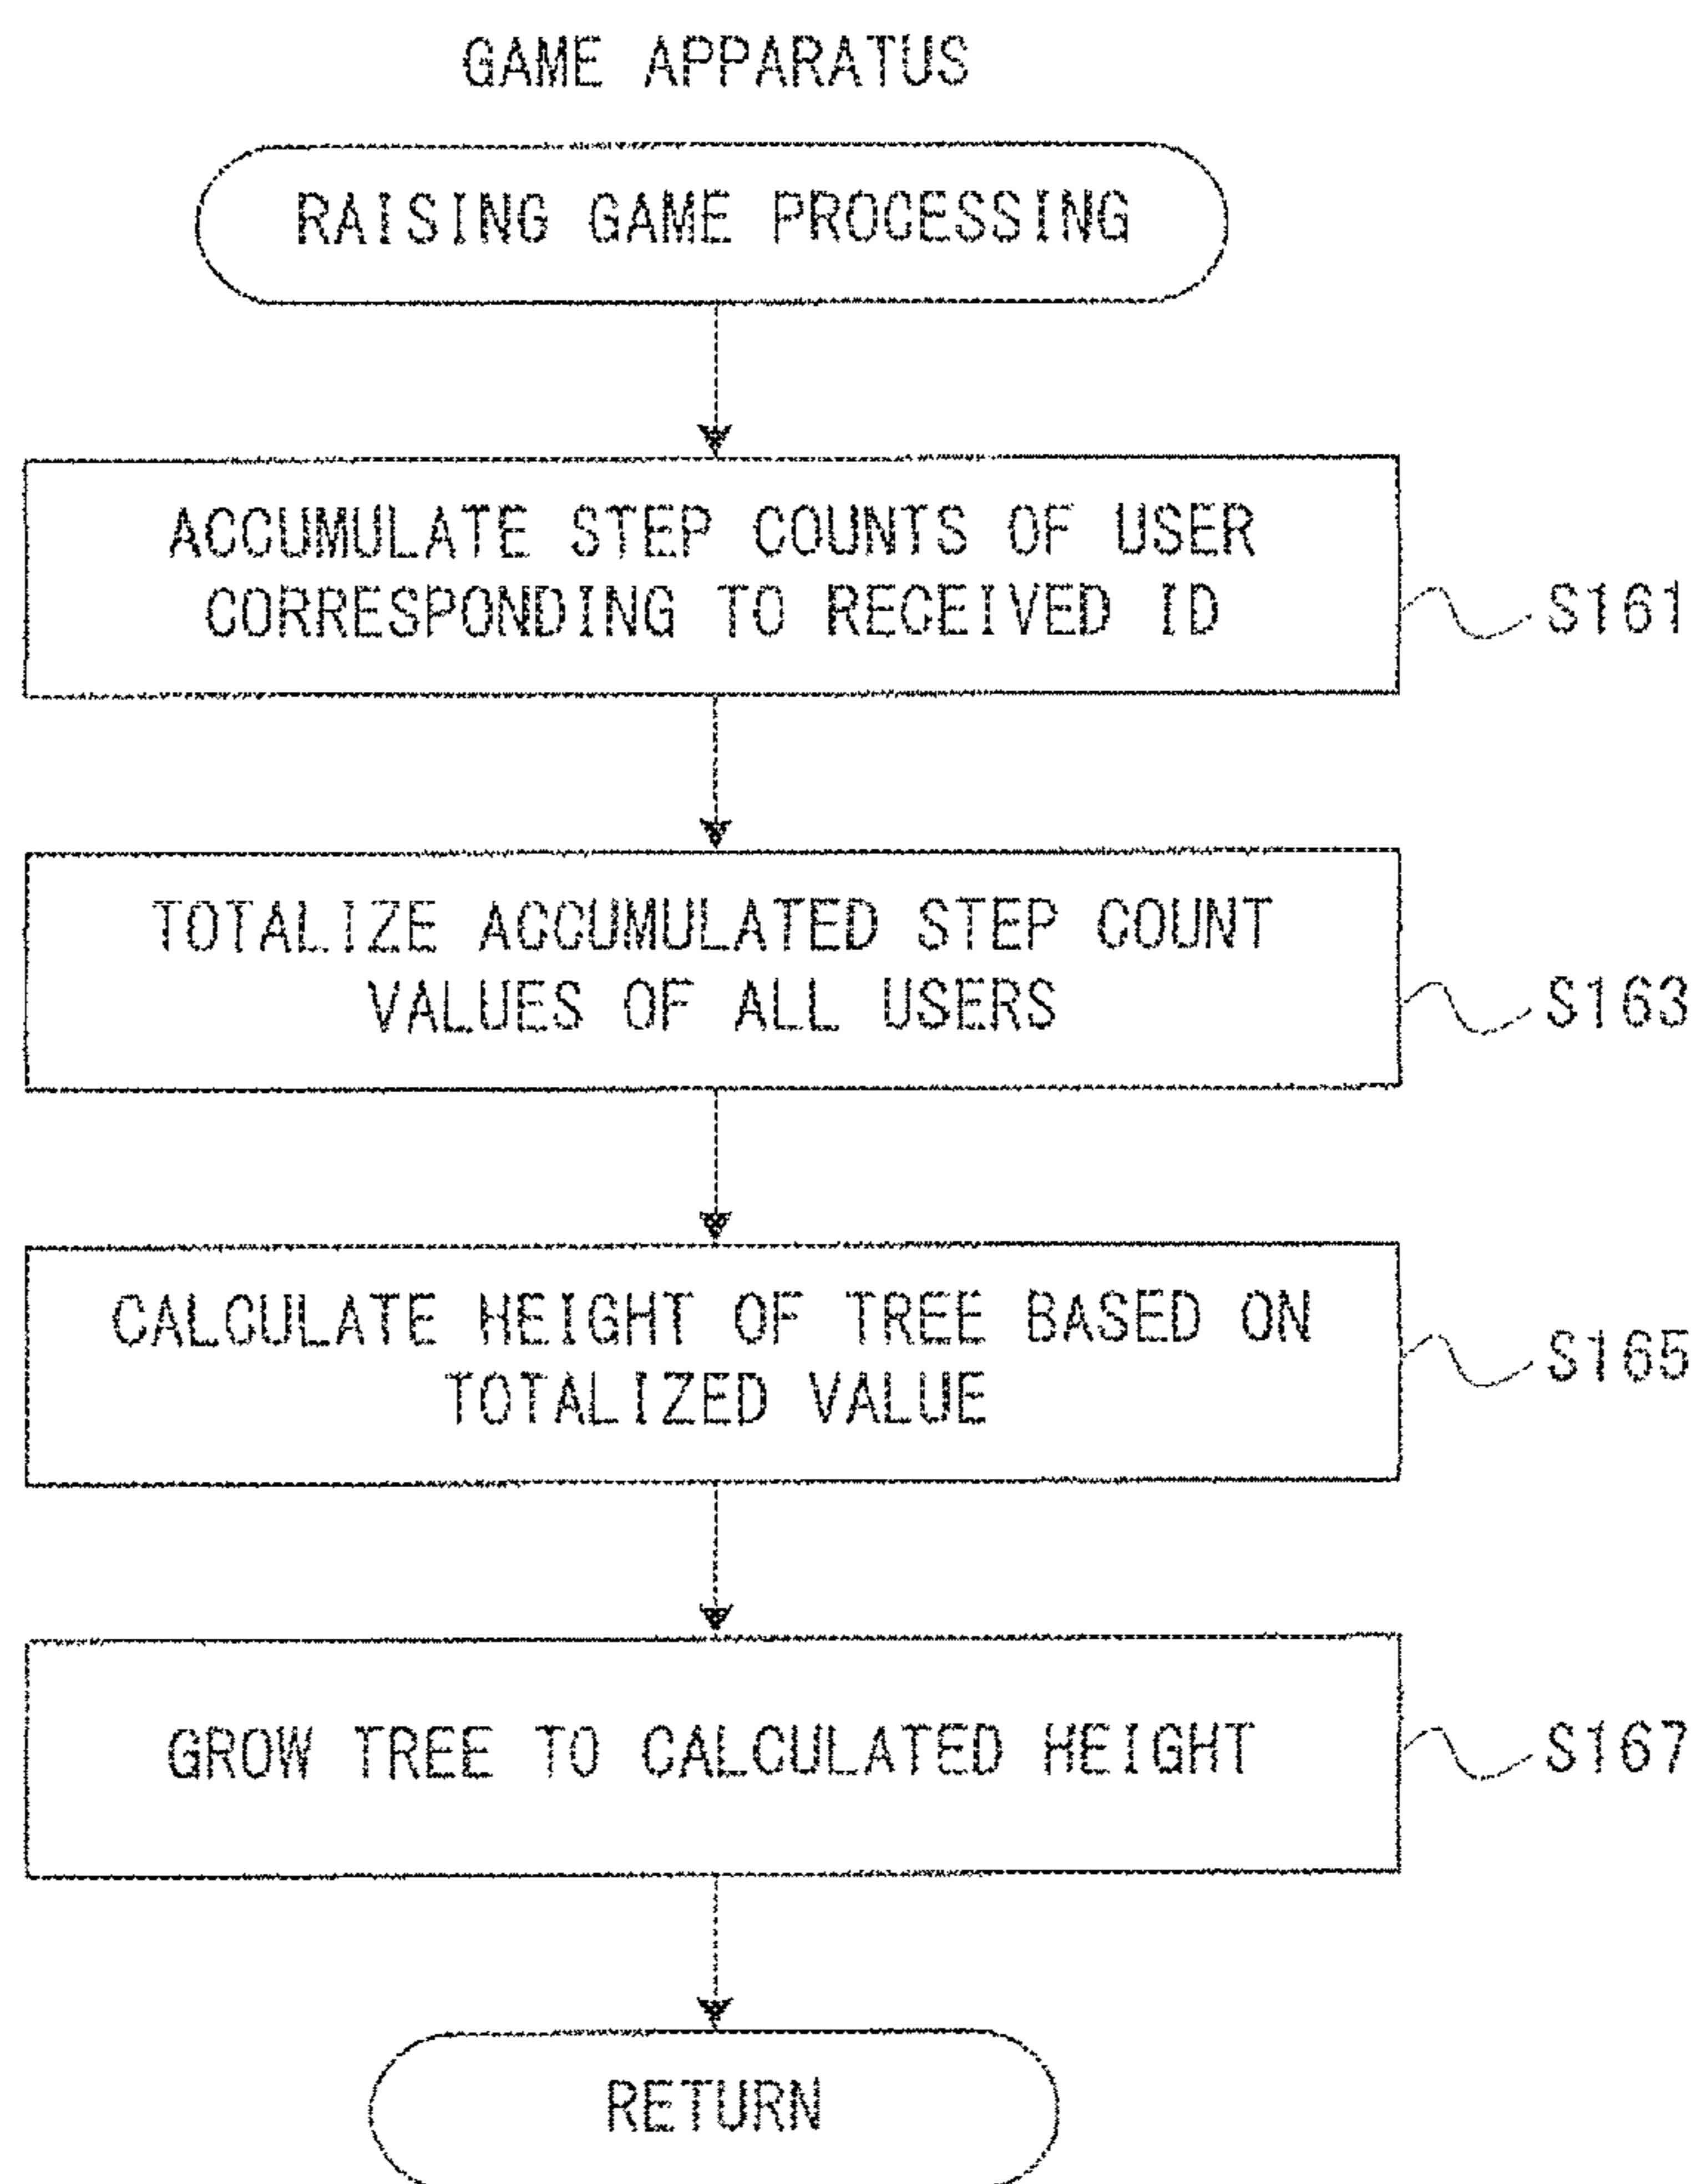 GAME APPARATUS
RAISING GAME PROCESSING
ACCUMULATE STEP COUNTS OF USER
CORRESPONDING TO RECEIVED ID
S161
TOTALIZE ACCUMULATED STEP COUNT
VALUES OF ALL USERS
S163
CALCULATE HEIGHT OF TREE BASED ON
TOTALIZED VALUE
S165
GROW TREE TO CALCULATED HEIGHT
S167
RETURN